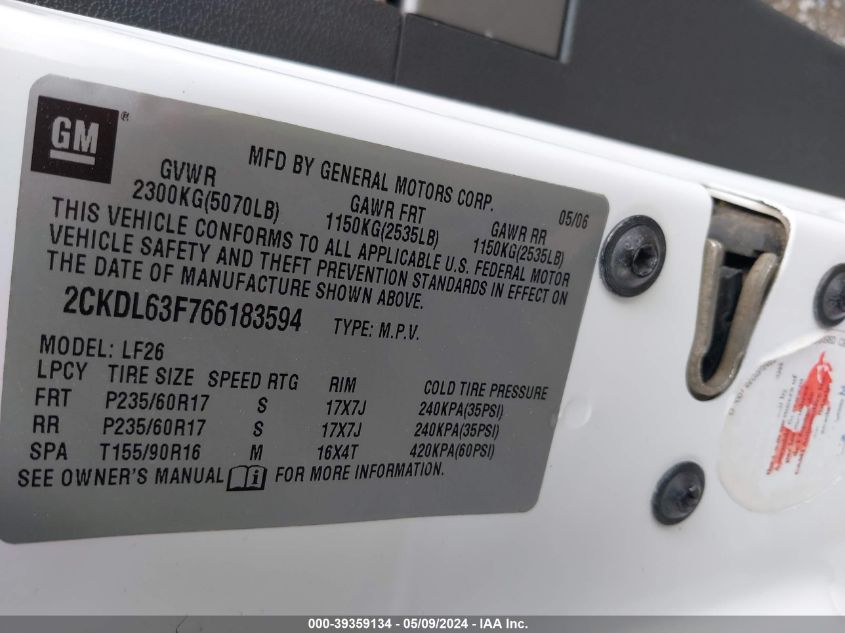 GM®
MFD BY GENERAL MOTORS CORP. 05/06
GVWR GAWR FRT GAWR RR
2300KG(5070LB) 1150KG(2535LB) 1150KG(2535LB)
THIS VEHICLE CONFORMS TO ALL APPLICABLE U.S. FEDERAL MOTOR
VEHICLE SAFETY AND THEFT PREVENTION STANDARDS IN EFFECT ON
THE DATE OF MANUFACTURE SHOWN ABOVE.
2CKDL63F766183594 TYPE: M.P.V.
MODEL: LF26
LPCY TIRE SIZE SPEED RTG RIM COLD TIRE PRESSURE
FRT P235/60R17 S 17X7J 240KPA(35PSI)
RR P235/60R17 S 17X7J 240KPA(35PSI)
SPA T155/90R16 M 16X4T 420KPA(60PSI)
SEE OWNER'S MANUAL i FOR MORE INFORMATION.
000-39359134 - 05/09/2024 - IAA Inc.